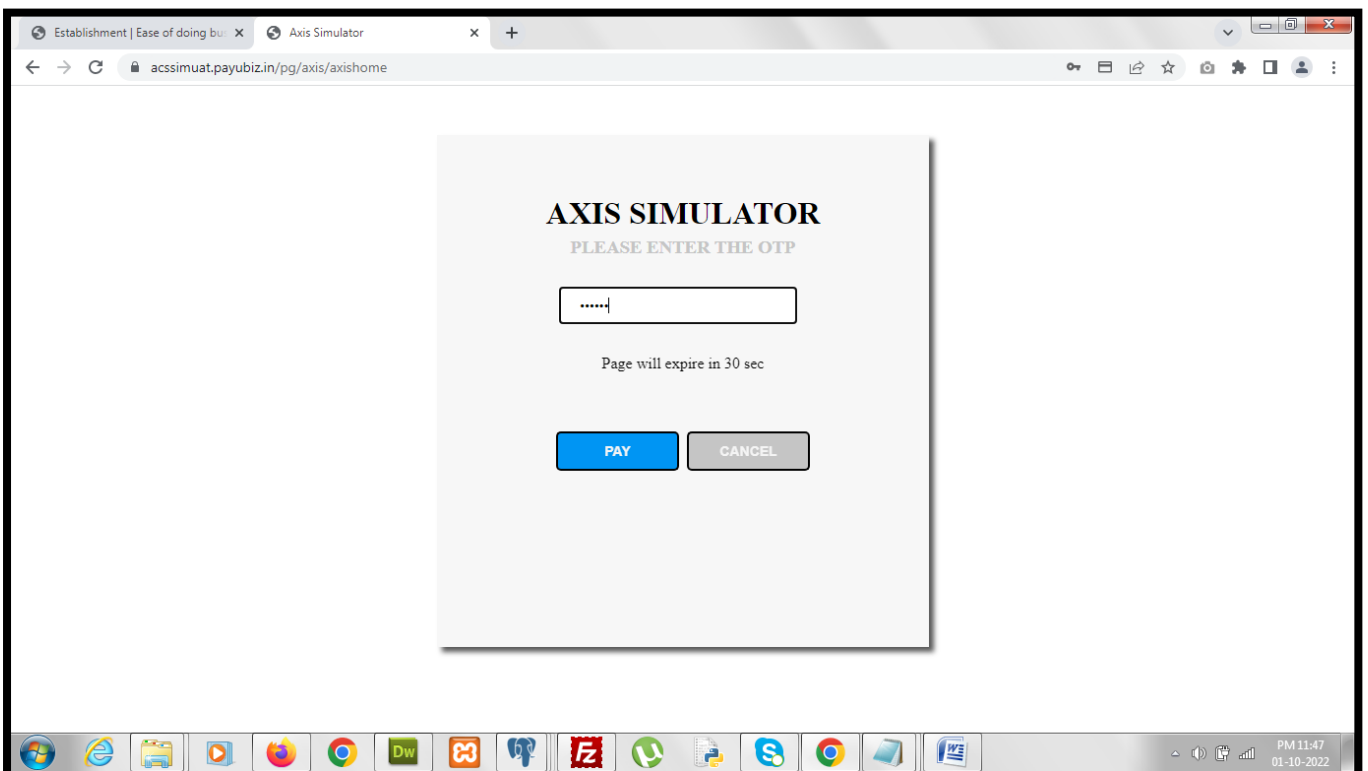 Establishment | Ease of doing bu
Axis Simulator
acssimuat.payubiz.in/pg/axis/axishome
AXIS SIMULATOR
PLEASE ENTER THE OTP
••••••
Page will expire in 30 sec
PAY CANCEL
Dw
PM 11:47
01-10-2022